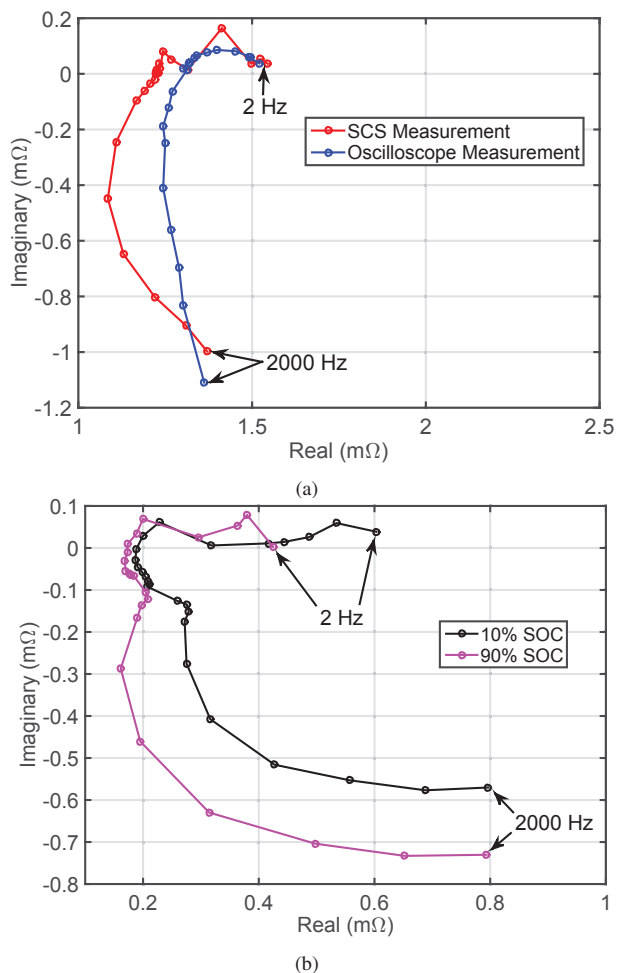 0.2
0
-0.2
-0.4
-0.6
-0.8
-1
-1.2
Imaginary (mΩ)
2 Hz
SCS Measurement
Oscilloscope Measurement
2000 Hz
1
1.5
2
2.5
Real (mΩ)
(a)
0.1
0
-0.1
-0.2
-0.3
-0.4
-0.5
-0.6
-0.7
-0.8
Imaginary (mΩ)
2 Hz
10% SOC
90% SOC
2000 Hz
0.2
0.4
0.6
0.8
1
Real (mΩ)
(b)